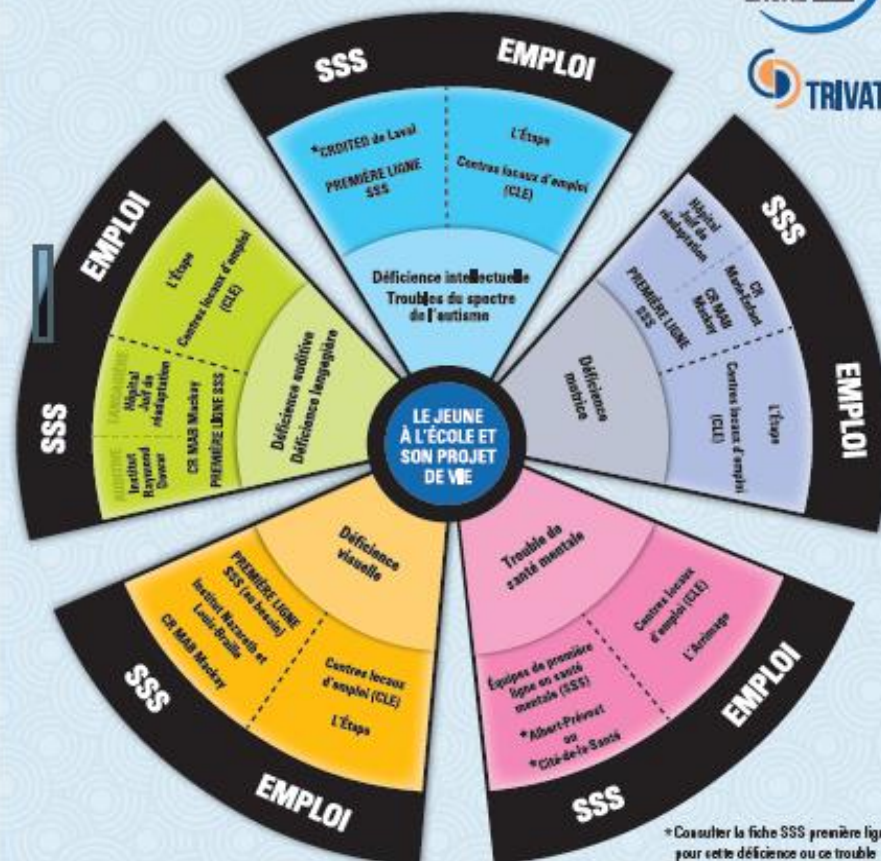 TRIVAT
SSS
EMPLOI
*CRDITED de Laval
PREMIÈRE LIGNE
SSS
L'Étape
Centres locaux d'emploi
(CLE)
Déficience intellectuelle
Troubles du spectre
de l'autisme
SSS
EMPLOI
Hôpital
Juif de
réadaptation
CR
Marie-Enfant
CR MAB
Mackay
PREMIÈRE LIGNE
SSS
L'Étape
Centres locaux
d'emploi
(CLE)
Déficience
motrice
EMPLOI
SSS
Centres locaux
d'emploi (CLE)
L'Arrimage
Équipes de première
ligne en santé
mentale (SSS)
*Albert-Prévost
ou
*Cité-de-la-Santé
Trouble de
santé mentale
SSS
EMPLOI
PREMIÈRE LIGNE
SSS (au besoin)
Institut Nazareth et
Louis-Braille
CR MAB Mackay
Centres locaux
d'emploi (CLE)
L'Étape
Déficience
visuelle
EMPLOI
SSS
L'Étape
Centres locaux d'emploi
(CLE)
LANGAGIÈRE
Hôpital
Juif de
réadaptation
AUDITIVE
Institut
Raymond
Dewar
CR MAB Mackay
PREMIÈRE LIGNE SSS
Déficience auditive
Déficience langagière
LE JEUNE
À L'ÉCOLE ET
SON PROJET
DE VIE
*Consulter la fiche SSS première lign
pour cette déficience ou ce trouble